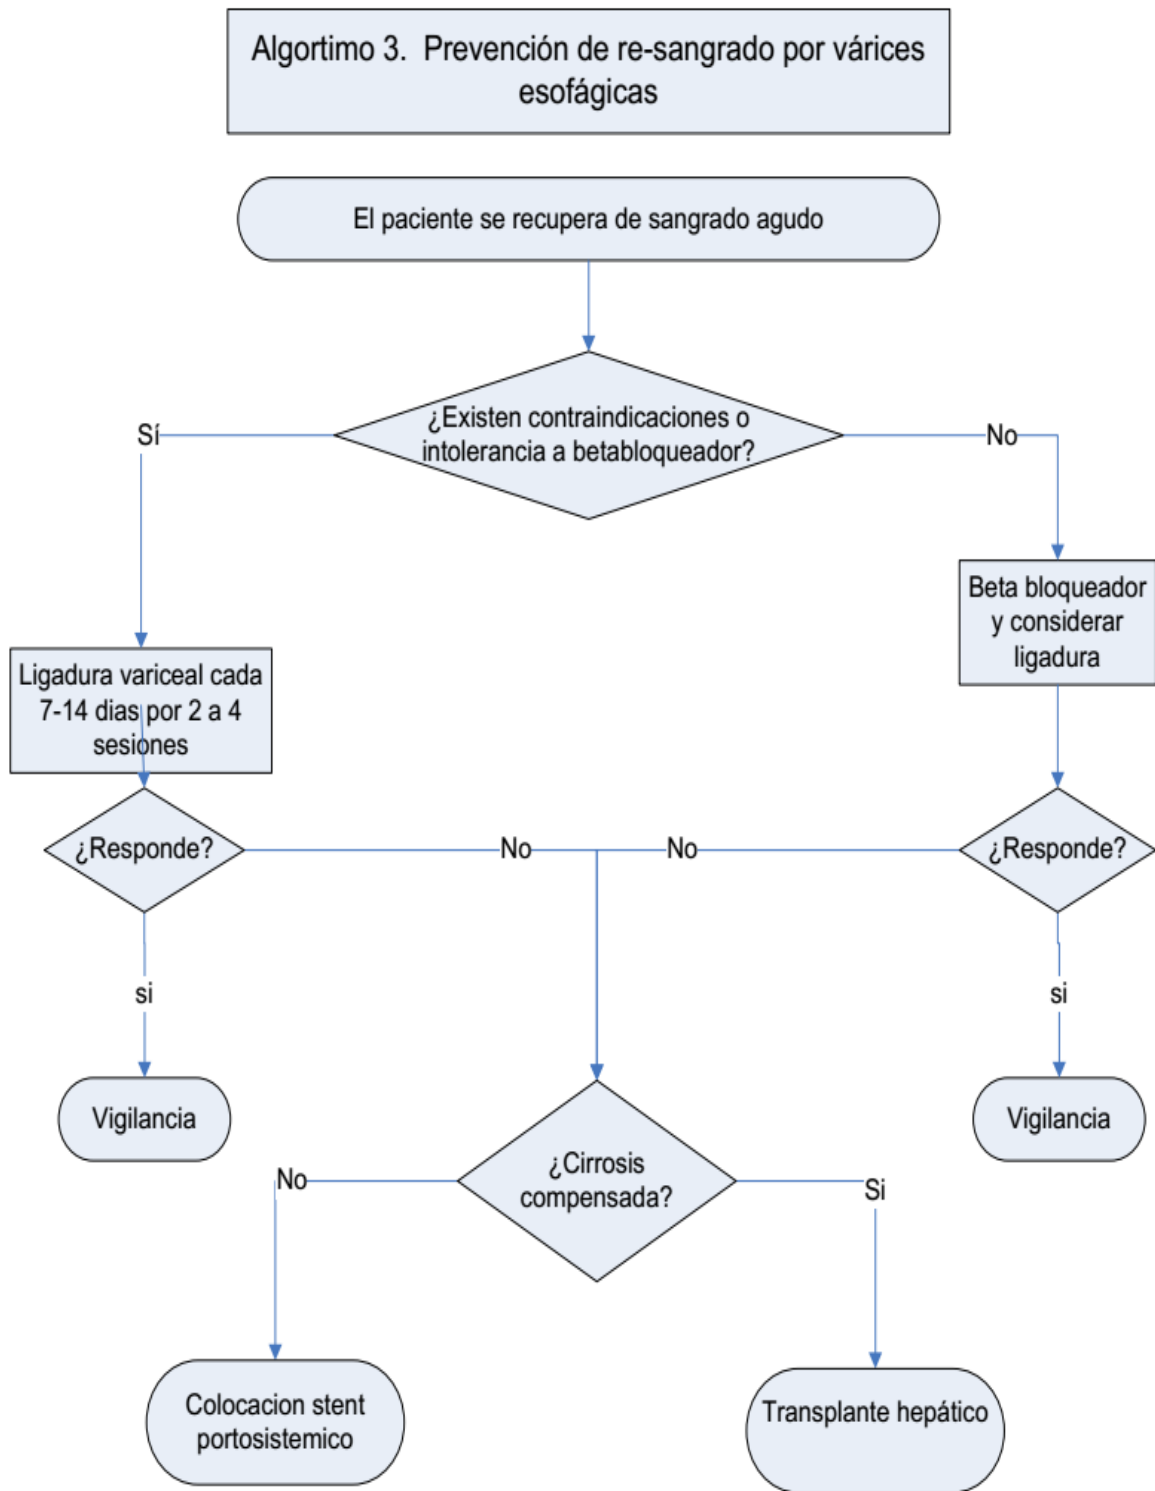 Algortimo 3.  Prevención de re-sangrado por várices
esofágicas
El paciente se recupera de sangrado agudo
¿Existen contraindicaciones o
intolerancia a betabloqueador?
Sí
No
Beta bloqueador
y considerar
ligadura
Ligadura variceal cada
7-14 dias por 2 a 4
sesiones
¿Responde?
No
No
¿Responde?
si
si
Vigilancia
Vigilancia
¿Cirrosis
compensada?
No
Si
Colocacion stent
portosistemico
Transplante hepático